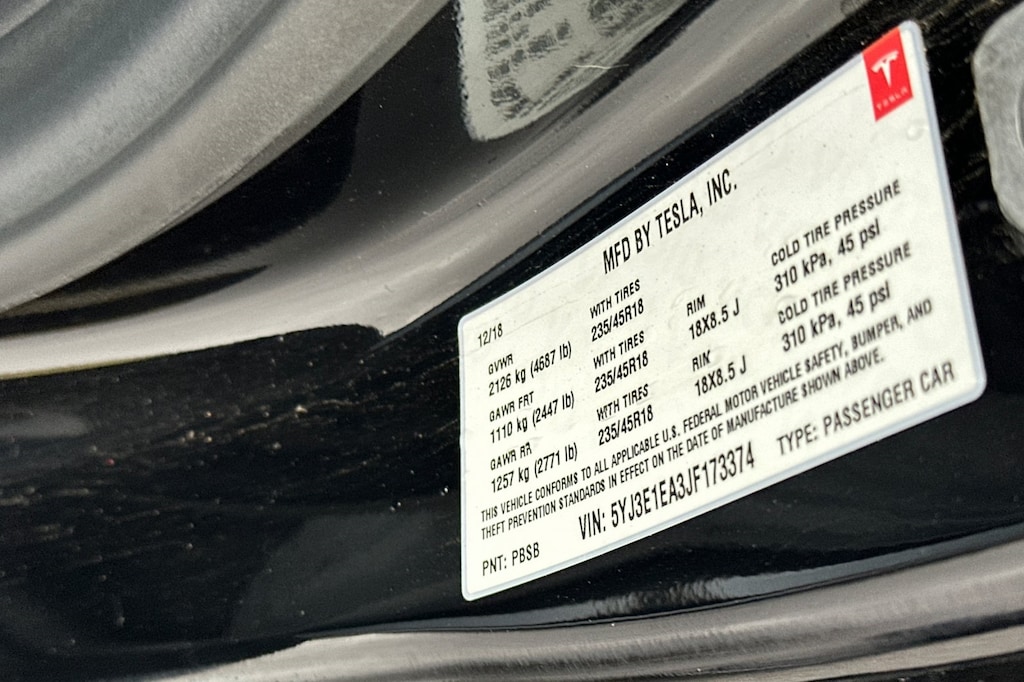 TESLA
MFD BY TESLA, INC.
12/18
GVWR
2126 kg (4687 lb)
GAWR FRT
1110 kg (2447 lb)
GAWR RR
1257 kg (2771 lb)
WITH TIRES
235/45R18
WITH TIRES
235/45R18
WITH TIRES
235/45R18
RIM
18X8.5 J
RIM
18X8.5 J
COLD TIRE PRESSURE
310 kPa, 45 psl
COLD TIRE PRESSURE
310 kPa, 45 psl
THIS VEHICLE CONFORMS TO ALL APPLICABLE U.S. FEDERAL MOTOR VEHICLE SAFETY, BUMPER, AND
THEFT PREVENTION STANDARDS IN EFFECT ON THE DATE OF MANUFACTURE SHOWN ABOVE.
VIN: 5YJ3E1EA3JF173374
TYPE: PASSENGER CAR
PNT: PBSB